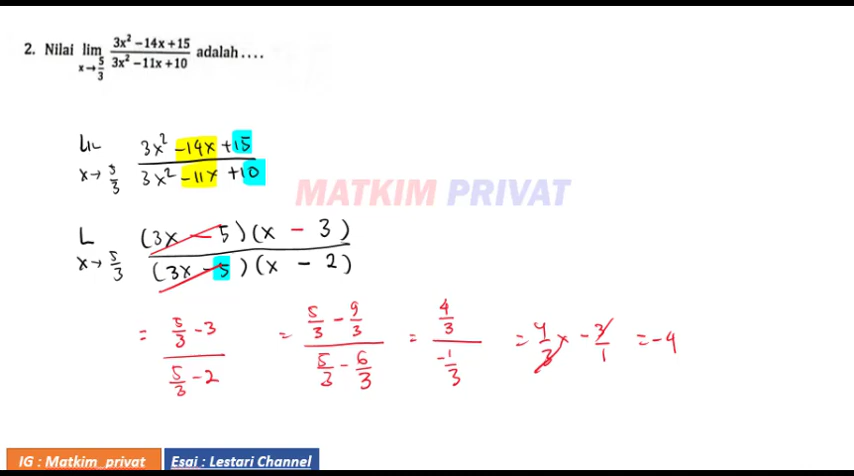 2. Nilai lim x→5/3 3x² −14x+15 / 3x² −11x+10 adalah....
Lim x→5/3 3x² −14x +15 / 3x² −11x +10
MATKIM PRIVAT
L x→5/3 (3x − 5)(x − 3) / (3x − 5)(x − 2)
= 5/3 − 3 / 5/3 − 2 = 5/3 − 9/3 / 5/3 − 6/3 = 4/3 / −1/3 = 4/3 x −3/1 = −4
IG : Matkim_privat
Esai : Lestari Channel